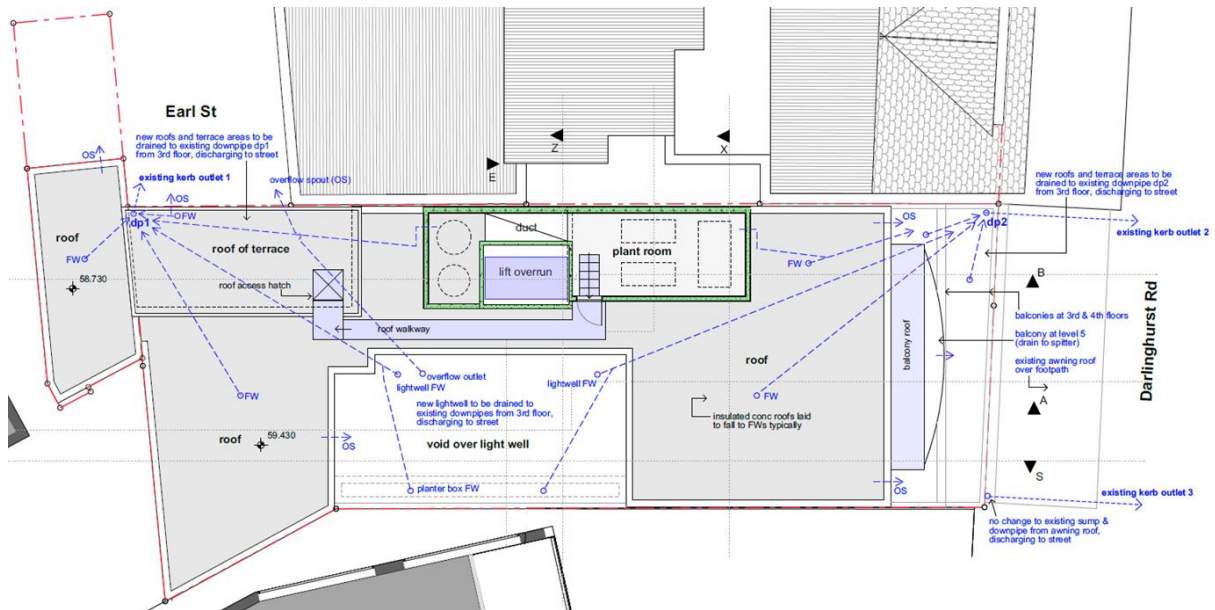 Earl St
new roofs and terrace areas to be
drained to existing downpipe dp1
from 3rd floor, discharging to street
OS
existing kerb outlet 1
OS
FW
overflow spout (OS)
E
Z
X
new roofs and terraces areas to be
drained to existing downpipe dp2
from 3rd floor, discharging to street
dp1
roof
FW
58.730
roof of terrace
roof access hatch
duct
lift overrun
plant room
FW
OS
dp2
existing kerb outlet 2
B
balconies at 3rd & 4th floors
balcony at level 5
(drain to spitter)
existing awning roof
over footpath
Darlinghurst Rd
A
S
roof walkway
overflow outlet
lightwell FW
lightwell FW
new lightwell to be drained to
existing downpipes from 3rd floor,
discharging to street
roof
balcony roof
FW
insulated conc roofs laid
to fall to FWs typically
FW
roof
59.430
OS
void over light well
planter box FW
OS
existing kerb outlet 3
no change to existing sump &
downpipe from awning roof,
discharging to street